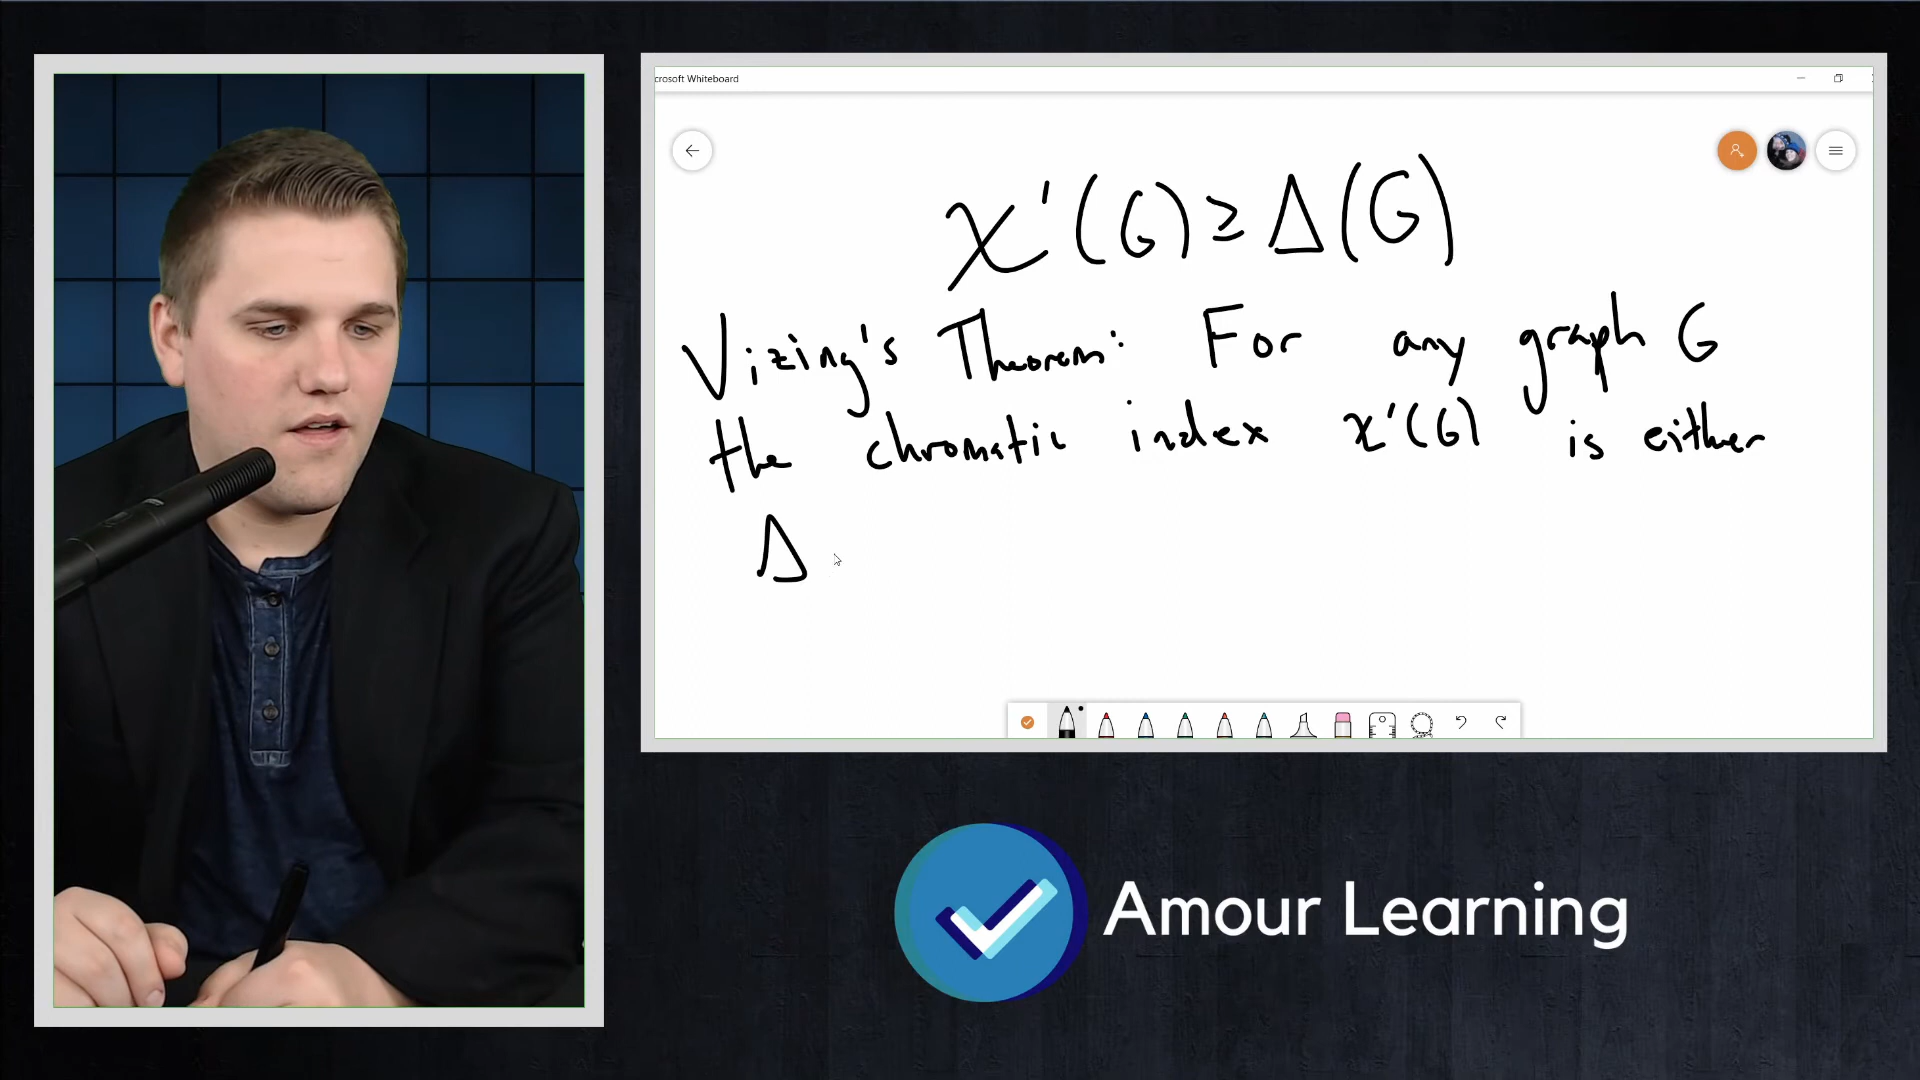 crosoft Whiteboard
χ'(G) ≥ Δ(G)
Vizing's Theorem: For any graph G
the chromatic index χ'(G) is either
Δ
Amour Learning